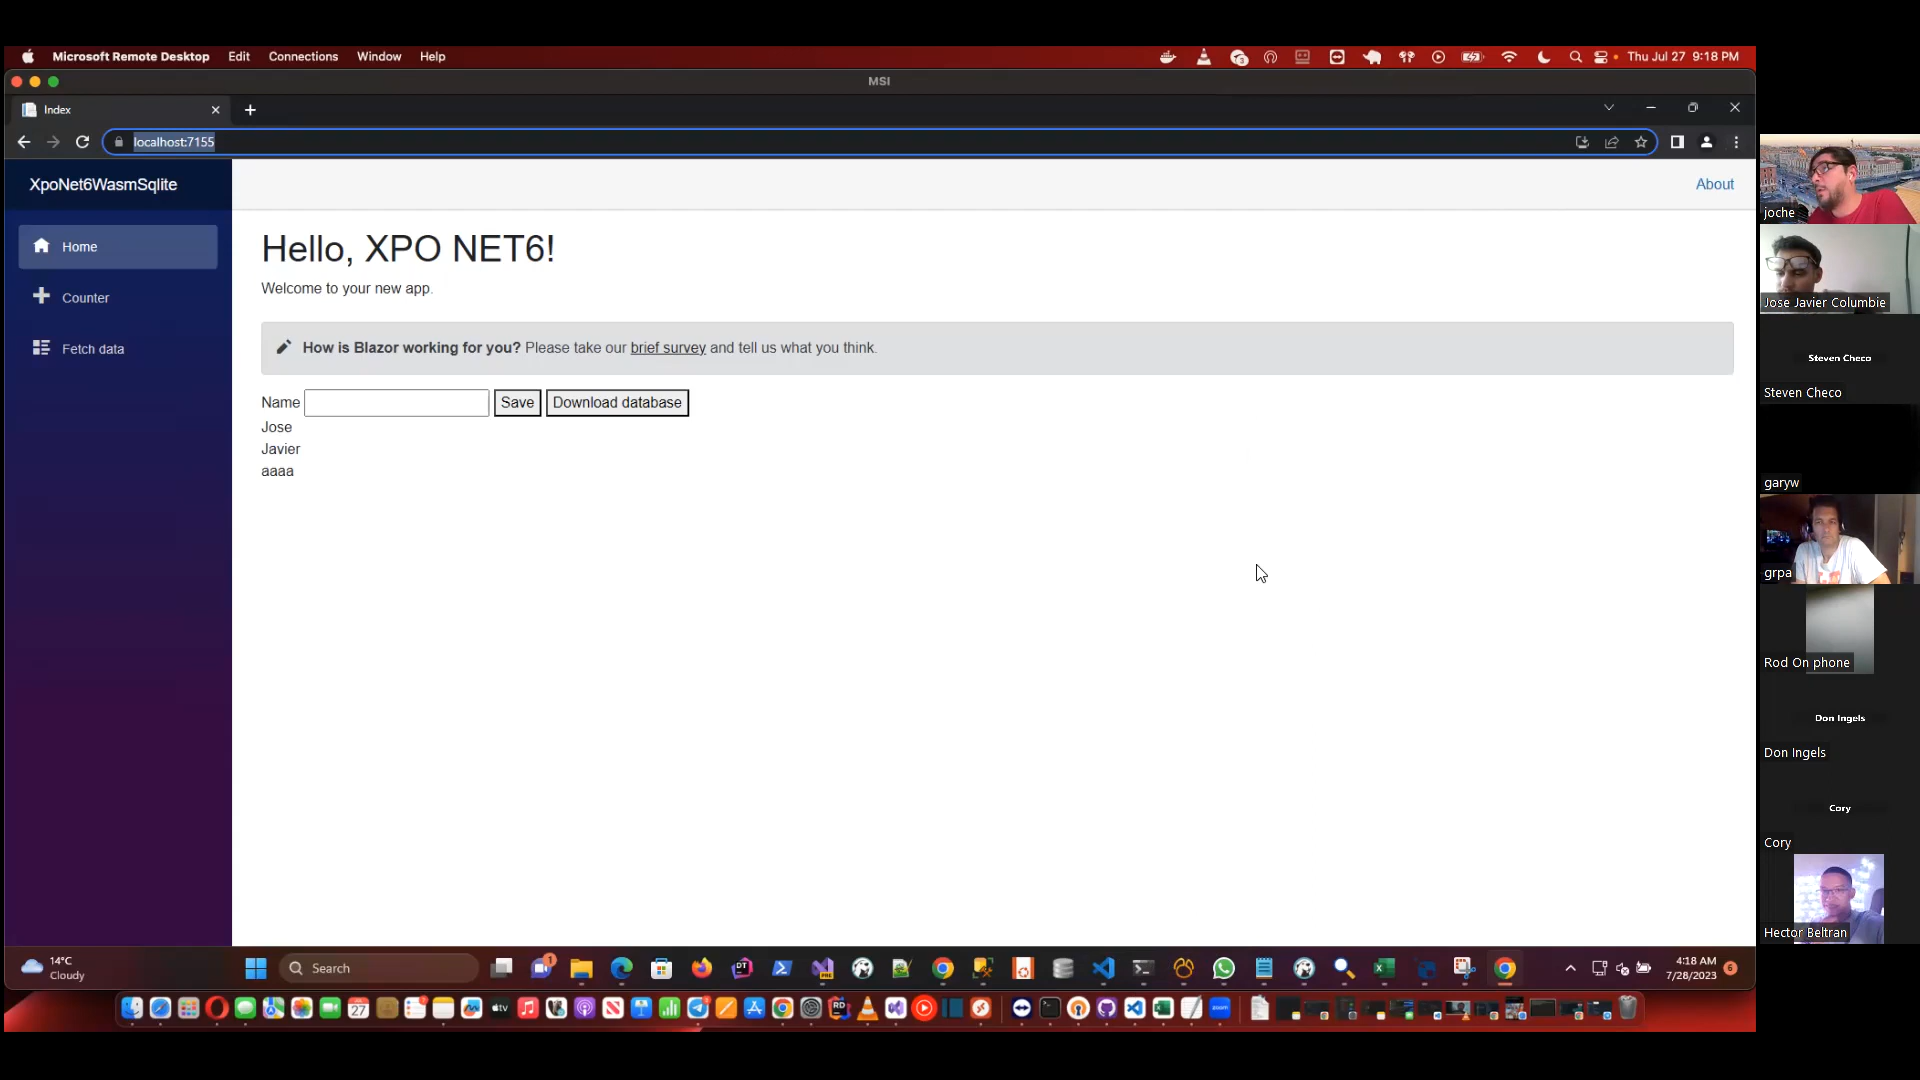 Microsoft Remote Desktop Edit Connections Window Help Thu Jul 27 9:18 PM
MSI
Index
localhost:7155
XpoNet6WasmSqlite
About
Home
Counter
Fetch data
Hello, XPO NET6!
Welcome to your new app.
How is Blazor working for you? Please take our brief survey and tell us what you think.
Name Save Download database
Jose
Javier
aaaa
joche
Jose Javier Columbie
Steven Checo
Steven Checo
garyw
grpa
Rod On phone
Don Ingels
Don Ingels
Cory
Cory
Hector Beltran
14°C
Cloudy
Search
4:18 AM
7/28/2023
6